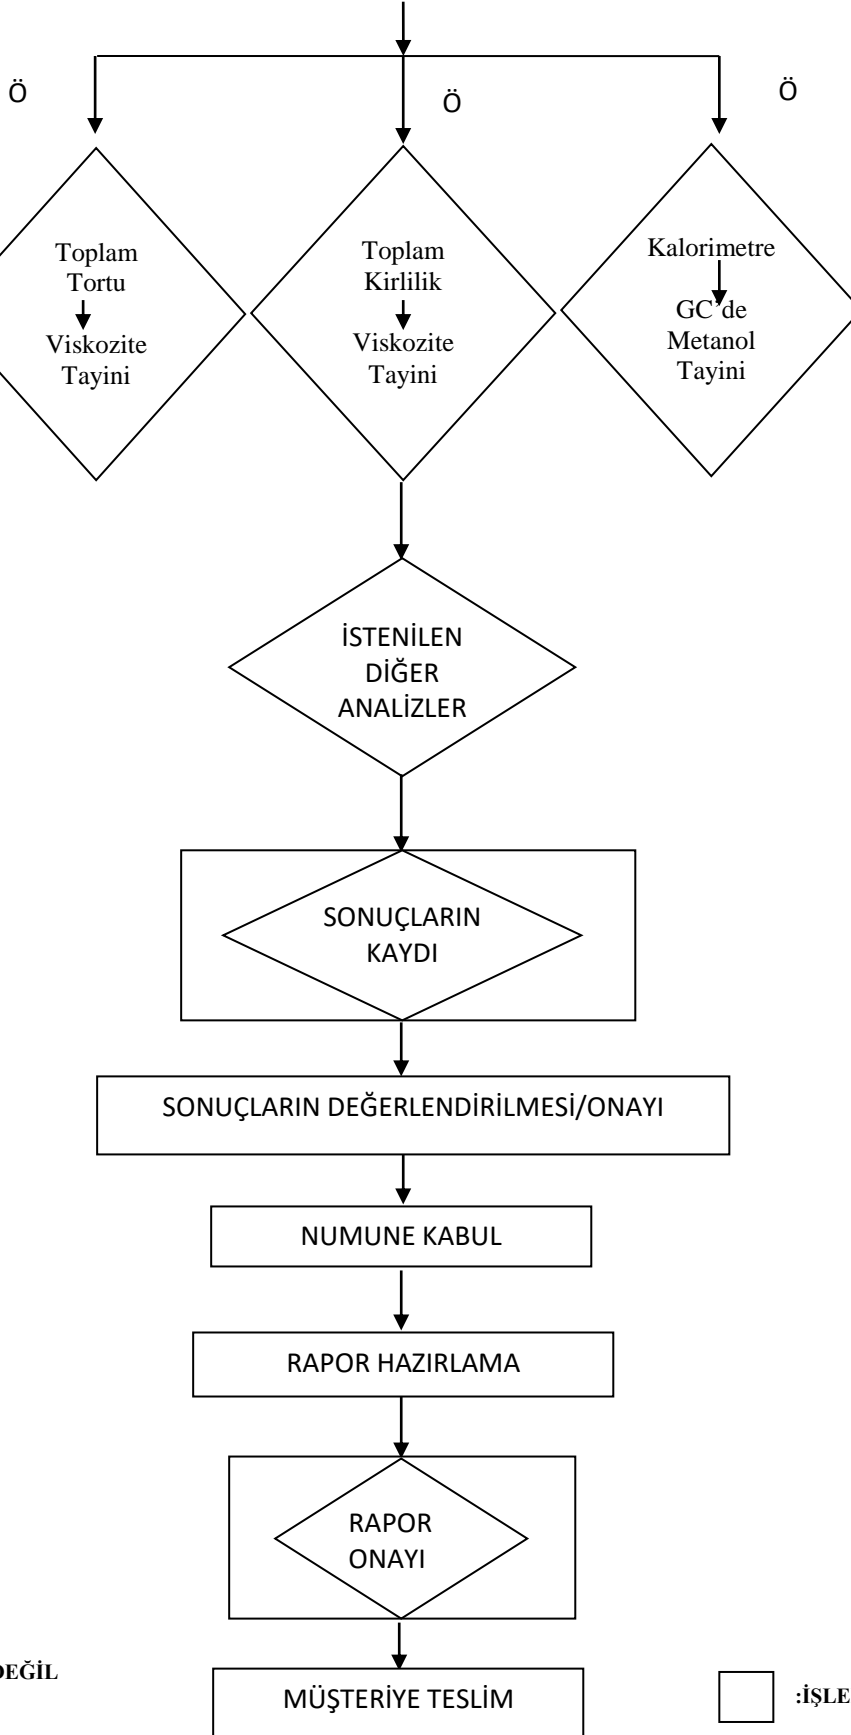 Ö
Ö
Ö
Toplam
Tortu
Viskozite
Tayini
Toplam
Kirlilik
Viskozite
Tayini
Kalorimetre
GC'de
Metanol
Tayini
İSTENİLEN
DİĞER
ANALİZLER
SONUÇLARIN
KAYDI
SONUÇLARIN DEĞERLENDİRİLMESİ/ONAYI
NUMUNE KABUL
RAPOR HAZIRLAMA
RAPOR
ONAYI
DEĞİL
MÜŞTERİYE TESLİM
:İŞLE